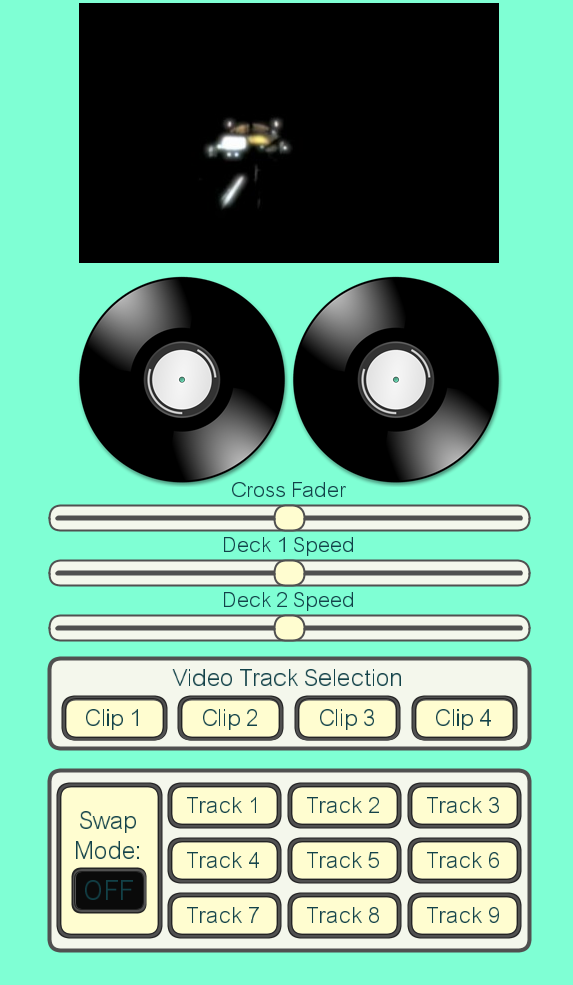 Cross Fader
Deck 1 Speed
Deck 2 Speed
Video Track Selection
Clip 1
Clip 2
Clip 3
Clip 4
Swap
Mode:
OFF
Track 1
Track 2
Track 3
Track 4
Track 5
Track 6
Track 7
Track 8
Track 9